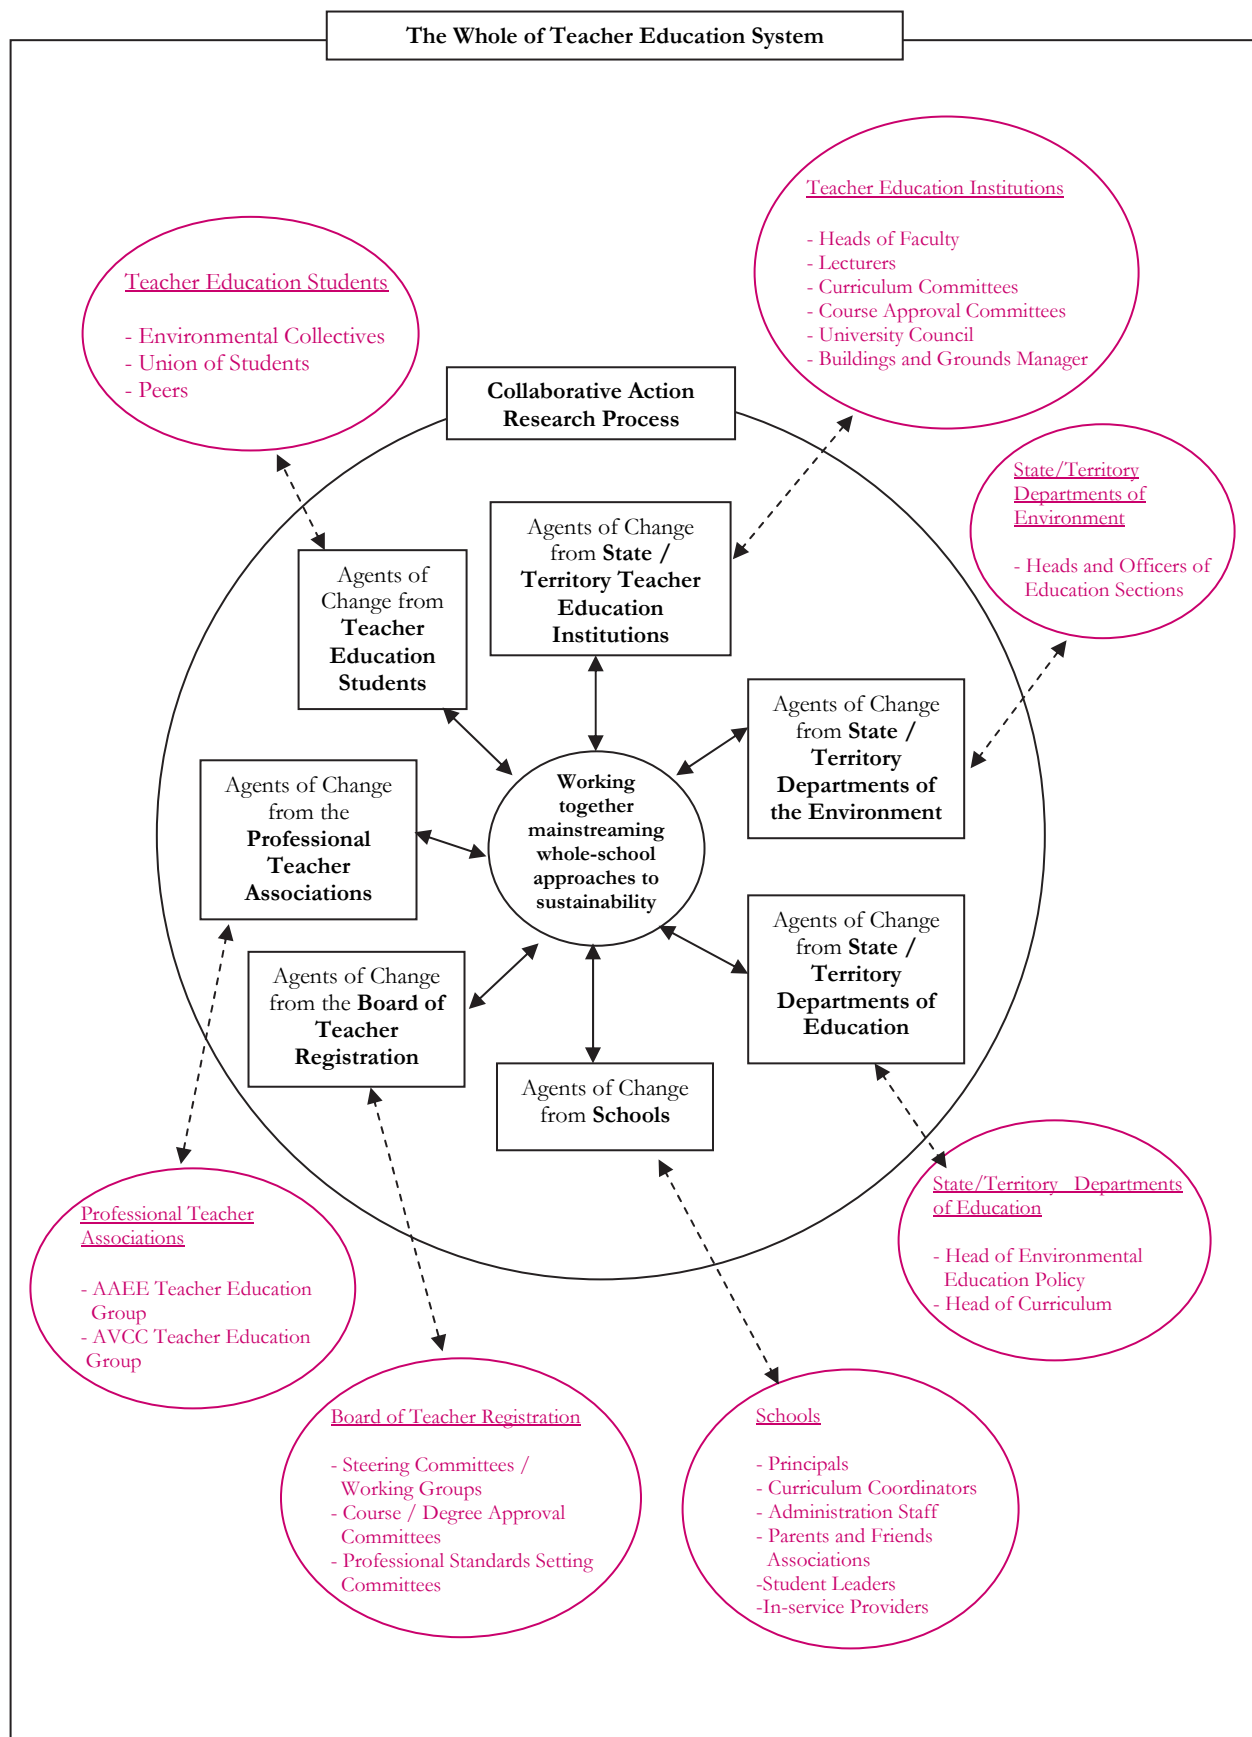 The Whole of Teacher Education System
Teacher Education Institutions
- Heads of Faculty
- Lecturers
- Curriculum Committees
- Course Approval Committees
- University Council
- Buildings and Grounds Manager
Teacher Education Students
- Environmental Collectives
- Union of Students
- Peers
Collaborative Action
Research Process
State/Territory
Departments of
Environment
- Heads and Officers of
Education Sections
Agents of Change
from State /
Territory Teacher
Education
Institutions
Agents of
Change from
Teacher
Education
Students
Agents of Change
from State /
Territory
Departments of
the Environment
Agents of Change
from the
Professional
Teacher
Associations
Working
together
mainstreaming
whole-school
approaches to
sustainability
Agents of Change
from State /
Territory
Departments of
Education
Agents of Change
from the Board of
Teacher
Registration
Agents of Change
from Schools
State/Territory Departments
of Education
- Head of Environmental
Education Policy
- Head of Curriculum
Professional Teacher
Associations
- AAEE Teacher Education
Group
- AVCC Teacher Education
Group
Board of Teacher Registration
- Steering Committees /
Working Groups
- Course / Degree Approval
Committees
- Professional Standards Setting
Committees
Schools
- Principals
- Curriculum Coordinators
- Administration Staff
- Parents and Friends
Associations
-Student Leaders
-In-service Providers